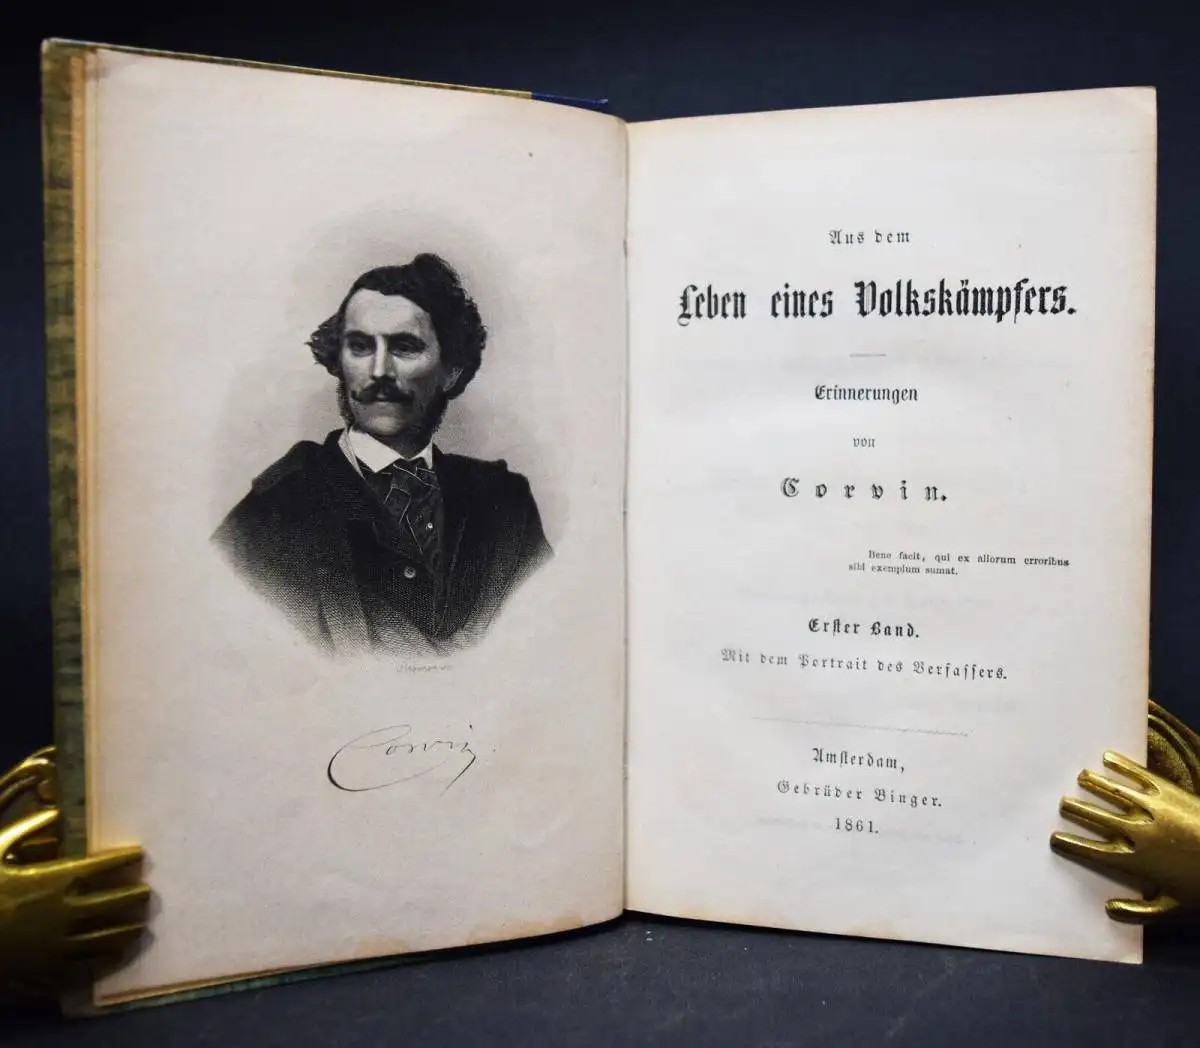 Corvin.
Aus dem
Leben eines Volkskämpfers.
Erinnerungen
von
Corvin.
Bene facit, qui ex aliorum erroribus
sibi exemplum sumat.
Erster Band.
Mit dem Portrait des Verfassers.
Amsterdam,
Gebrüder Binger.
1861.